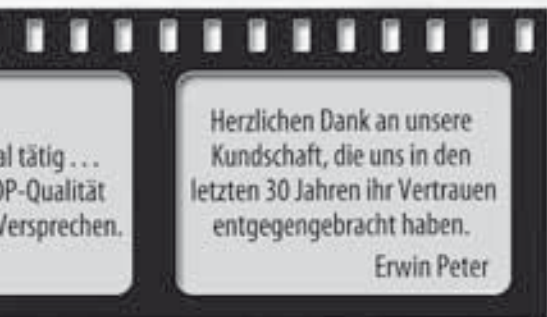 al tätig . . .
OP-Qualität
Versprechen.
Herzlichen Dank an unsere
Kundschaft, die uns in den
letzten 30 Jahren ihr Vertrauen
entgegengebracht haben.
Erwin Peter